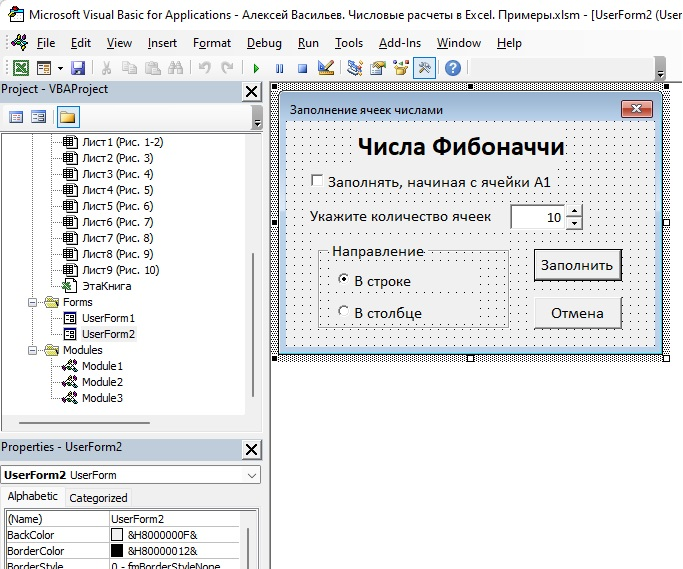 Microsoft Visual Basic for Applications - Алексей Васильев. Числовые расчеты в Excel. Примеры.xlsm - [UserForm2 (User
File Edit View Insert Format Debug Run Tools Add-Ins Window Help
Project - VBAProject
Лист1 (Рис. 1-2)
Лист2 (Рис. 3)
Лист3 (Рис. 4)
Лист4 (Рис. 5)
Лист5 (Рис. 6)
Лист6 (Рис. 7)
Лист7 (Рис. 8)
Лист8 (Рис. 9)
Лист9 (Рис. 10)
ЭтаКнига
Forms
UserForm1
UserForm2
Modules
Module1
Module2
Module3
Properties - UserForm2
UserForm2 UserForm
Alphabetic Categorized
(Name) UserForm2
BackColor &H8000000F&
BorderColor &H80000012&
BorderStyle 0 - fmBorderStyleNone
Заполнение ячеек числами
Числа Фибоначчи
Заполнять, начиная с ячейки A1
Укажите количество ячеек 10
Направление
В строке
В столбце
Заполнить
Отмена